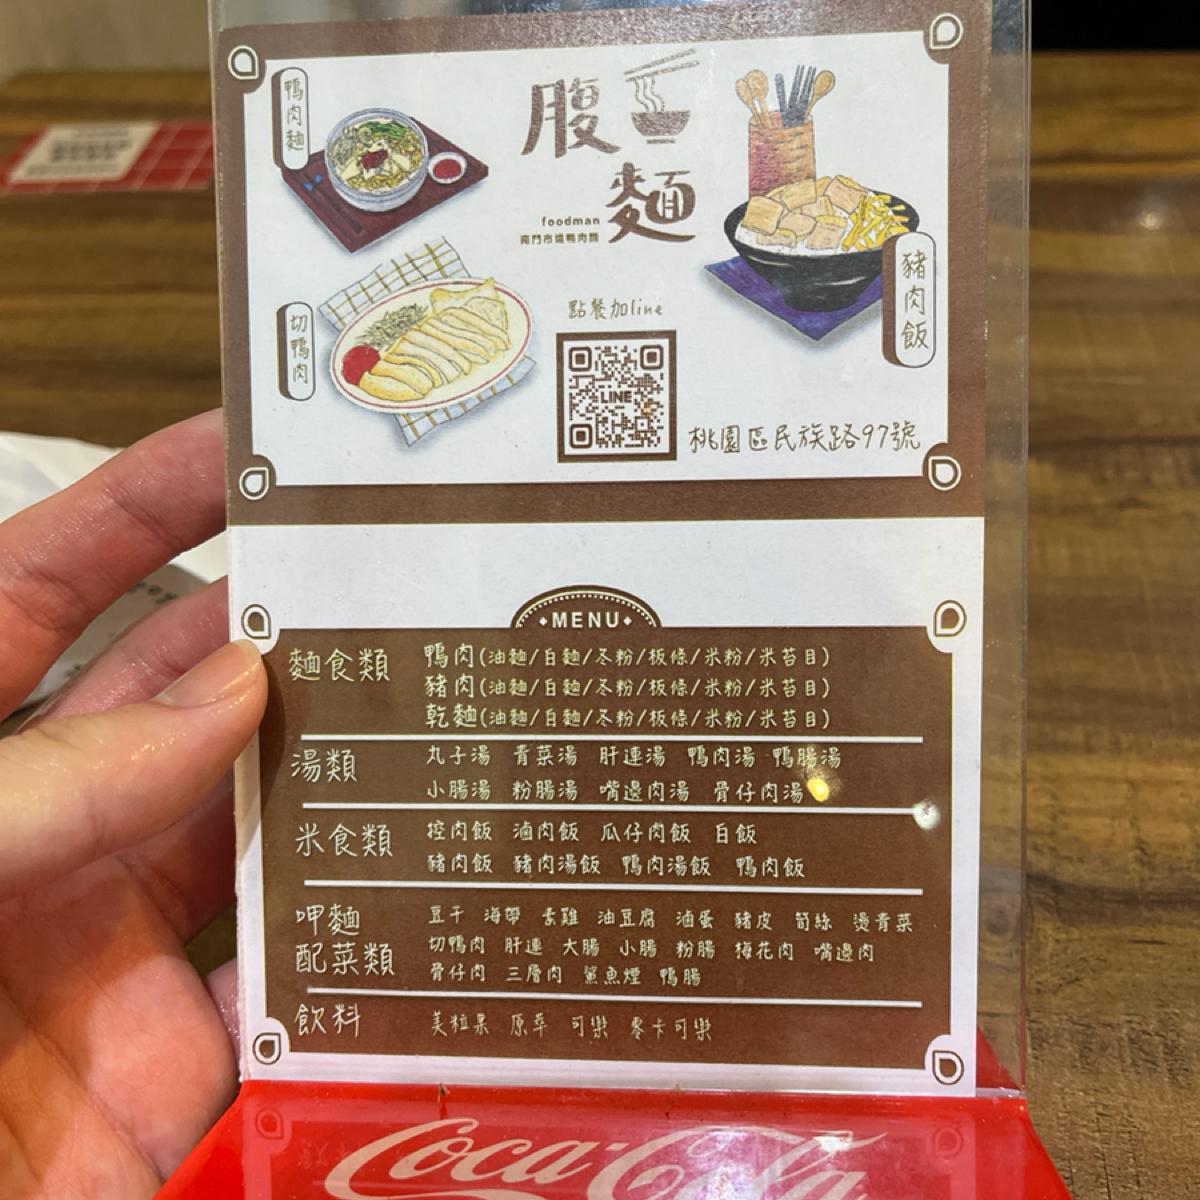 鴨肉麵
腹
麵
foodman
南門市場鴨肉麵
豬肉飯
切鴨肉
點餐加line
LINE
桃園區民族路97號
MENU
麵食類
鴨肉(油麵/白麵/冬粉/板條/米粉/米苔目)
豬肉(油麵/白麵/冬粉/板條/米粉/米苔目)
乾麵(油麵/白麵/冬粉/板條/米粉/米苔目)
湯類
丸子湯 青菜湯 肝連湯 鴨肉湯 鴨腸湯
小腸湯 粉腸湯 嘴邊肉湯 骨仔肉湯
米食類
控肉飯 滷肉飯 瓜仔肉飯 白飯
豬肉飯 豬肉湯飯 鴨肉湯飯 鴨肉飯
呷麵
配菜類
豆干 海帶 素雞 油豆腐 滷蛋 豬皮 筍絲 燙青菜
切鴨肉 肝連 大腸 小腸 粉腸 梅花肉 嘴邊肉
骨仔肉 三層肉 鯊魚煙 鴨腸
飲料
美粒果 原萃 可樂 零卡可樂
Coca-Cola